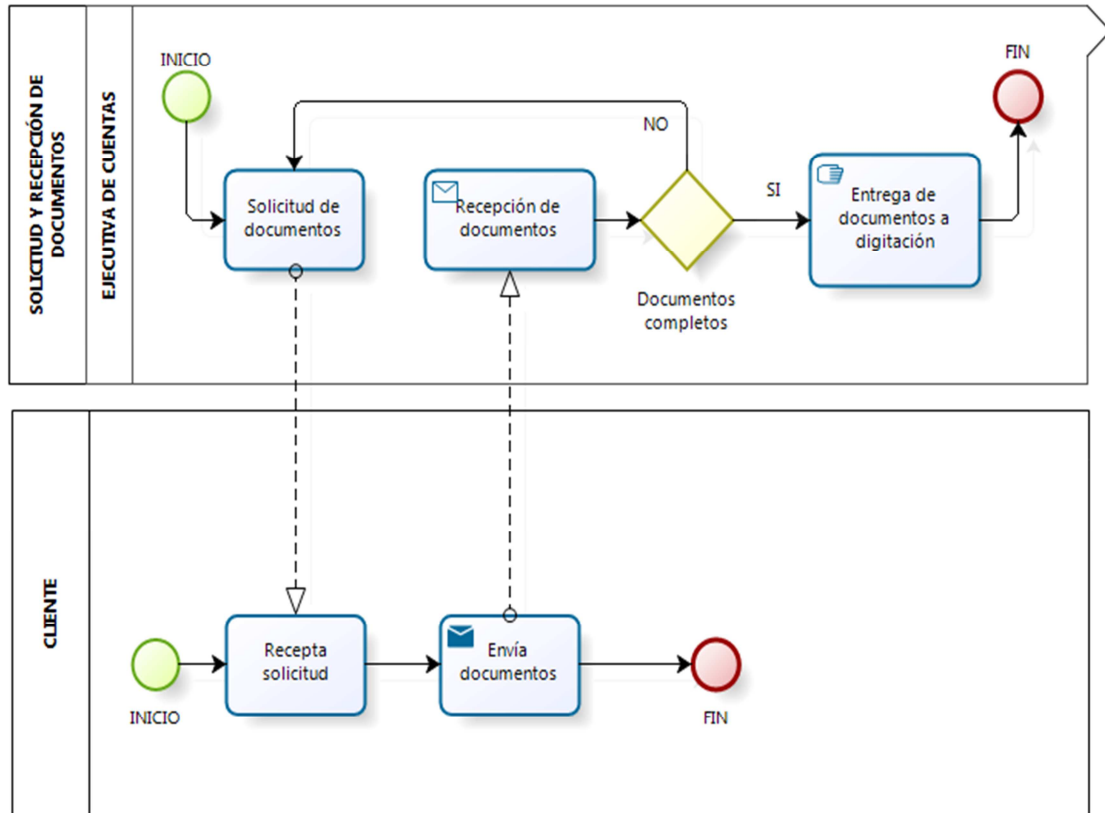 SOLICITUD Y RECEPCIÓN DE
DOCUMENTOS
EJECUTIVA DE CUENTAS
INICIO
FIN
NO
Solicitud de
documentos
Recepción de
documentos
SI
Entrega de
documentos a
digitación
Documentos
completos
CLIENTE
INICIO
Recepta
solicitud
Envía
documentos
FIN